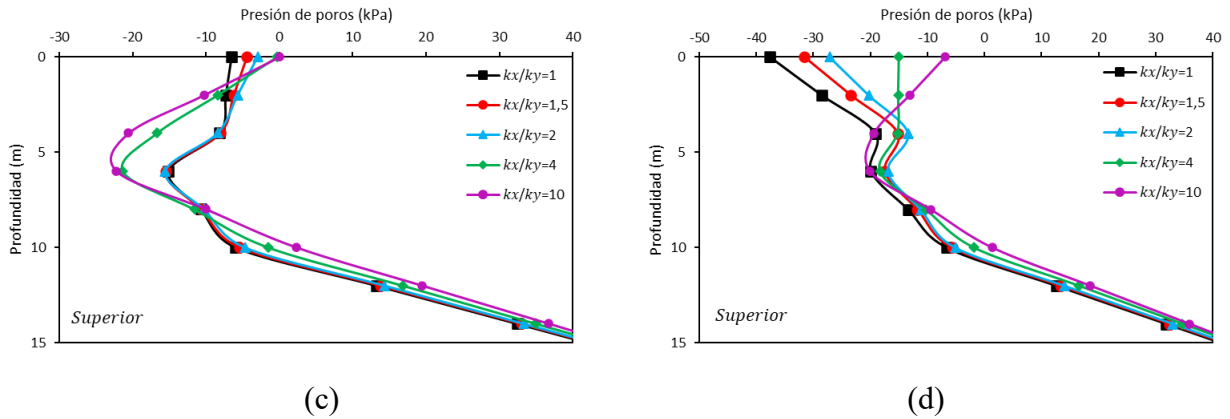 Presión de poros (kPa)
-30 -20 -10 0 10 20 30 40
0
5
10
15
Profundidad (m)
kx/ky=1
kx/ky=1,5
kx/ky=2
kx/ky=4
kx/ky=10
Superior
(c)
Presión de poros (kPa)
-50 -40 -30 -20 -10 0 10 20 30 40
0
5
10
15
Profundidad (m)
kx/ky=1
kx/ky=1,5
kx/ky=2
kx/ky=4
kx/ky=10
Superior
(d)